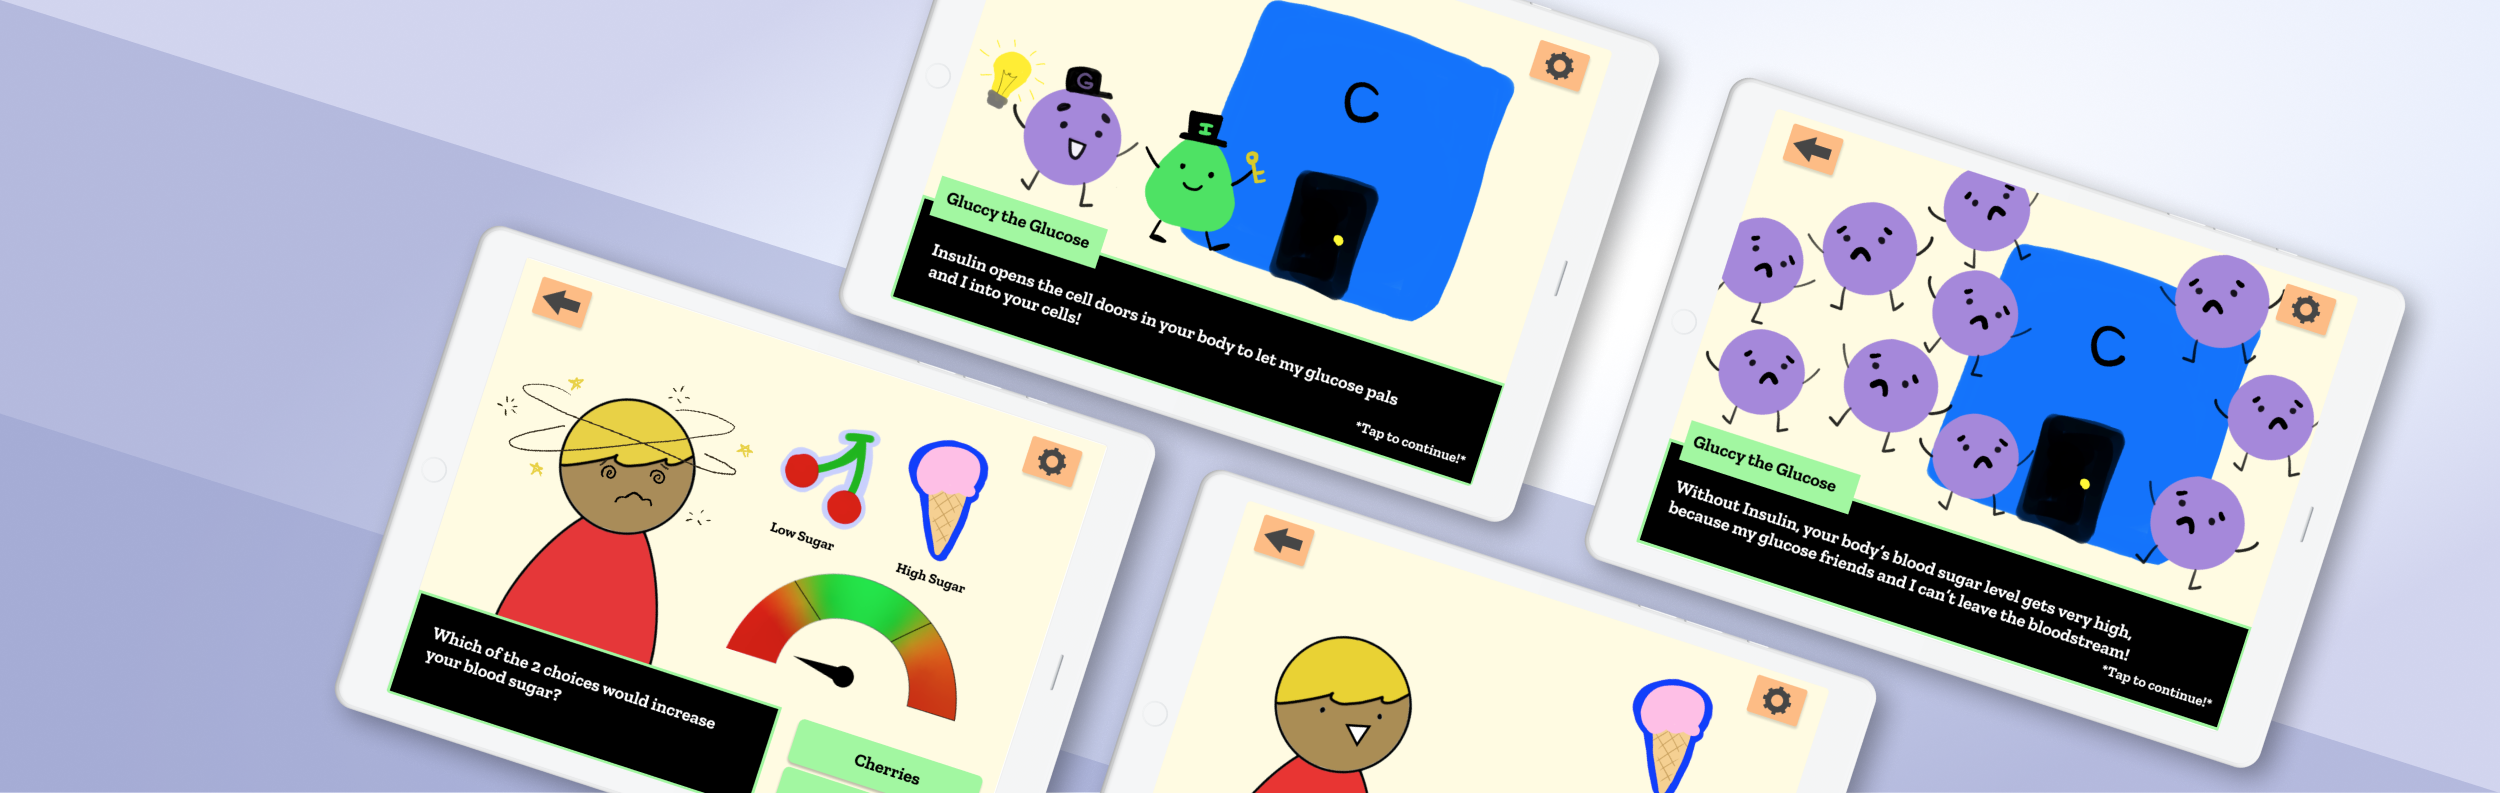 G
I
C
Gluccy the Glucose
Insulin opens the cell doors in your body to let my glucose pals
and I into your cells!
*Tap to continue!*
C
Gluccy the Glucose
Without Insulin, your body's blood sugar level gets very high,
because my glucose friends and I can't leave the bloodstream!
*Tap to continue!*
Low Sugar
High Sugar
Which of the 2 choices would increase
your blood sugar?
Cherries